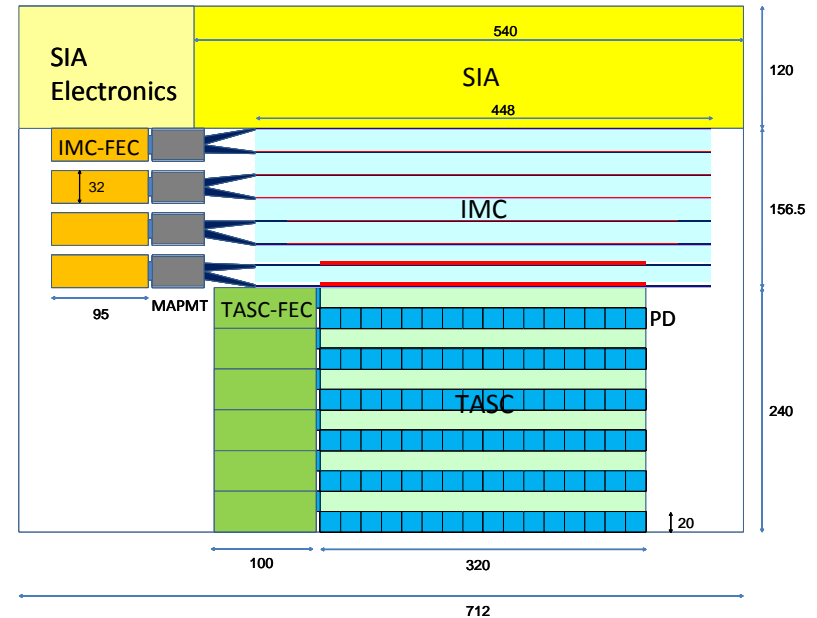 540
SIA
Electronics
SIA
120
448
IMC-FEC
32
IMC
156.5
95
MAPMT
TASC-FEC
PD
TASC
240
20
100
320
712